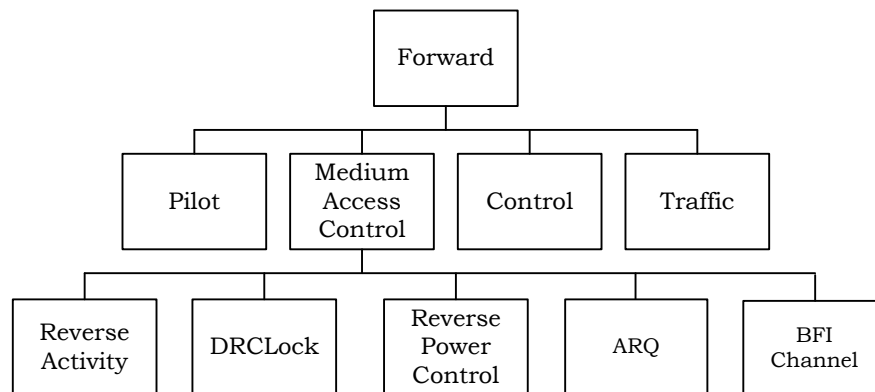 Forward
Pilot
Medium
Access
Control
Control
Traffic
Reverse
Activity
DRCLock
Reverse
Power
Control
ARQ
BFI
Channel